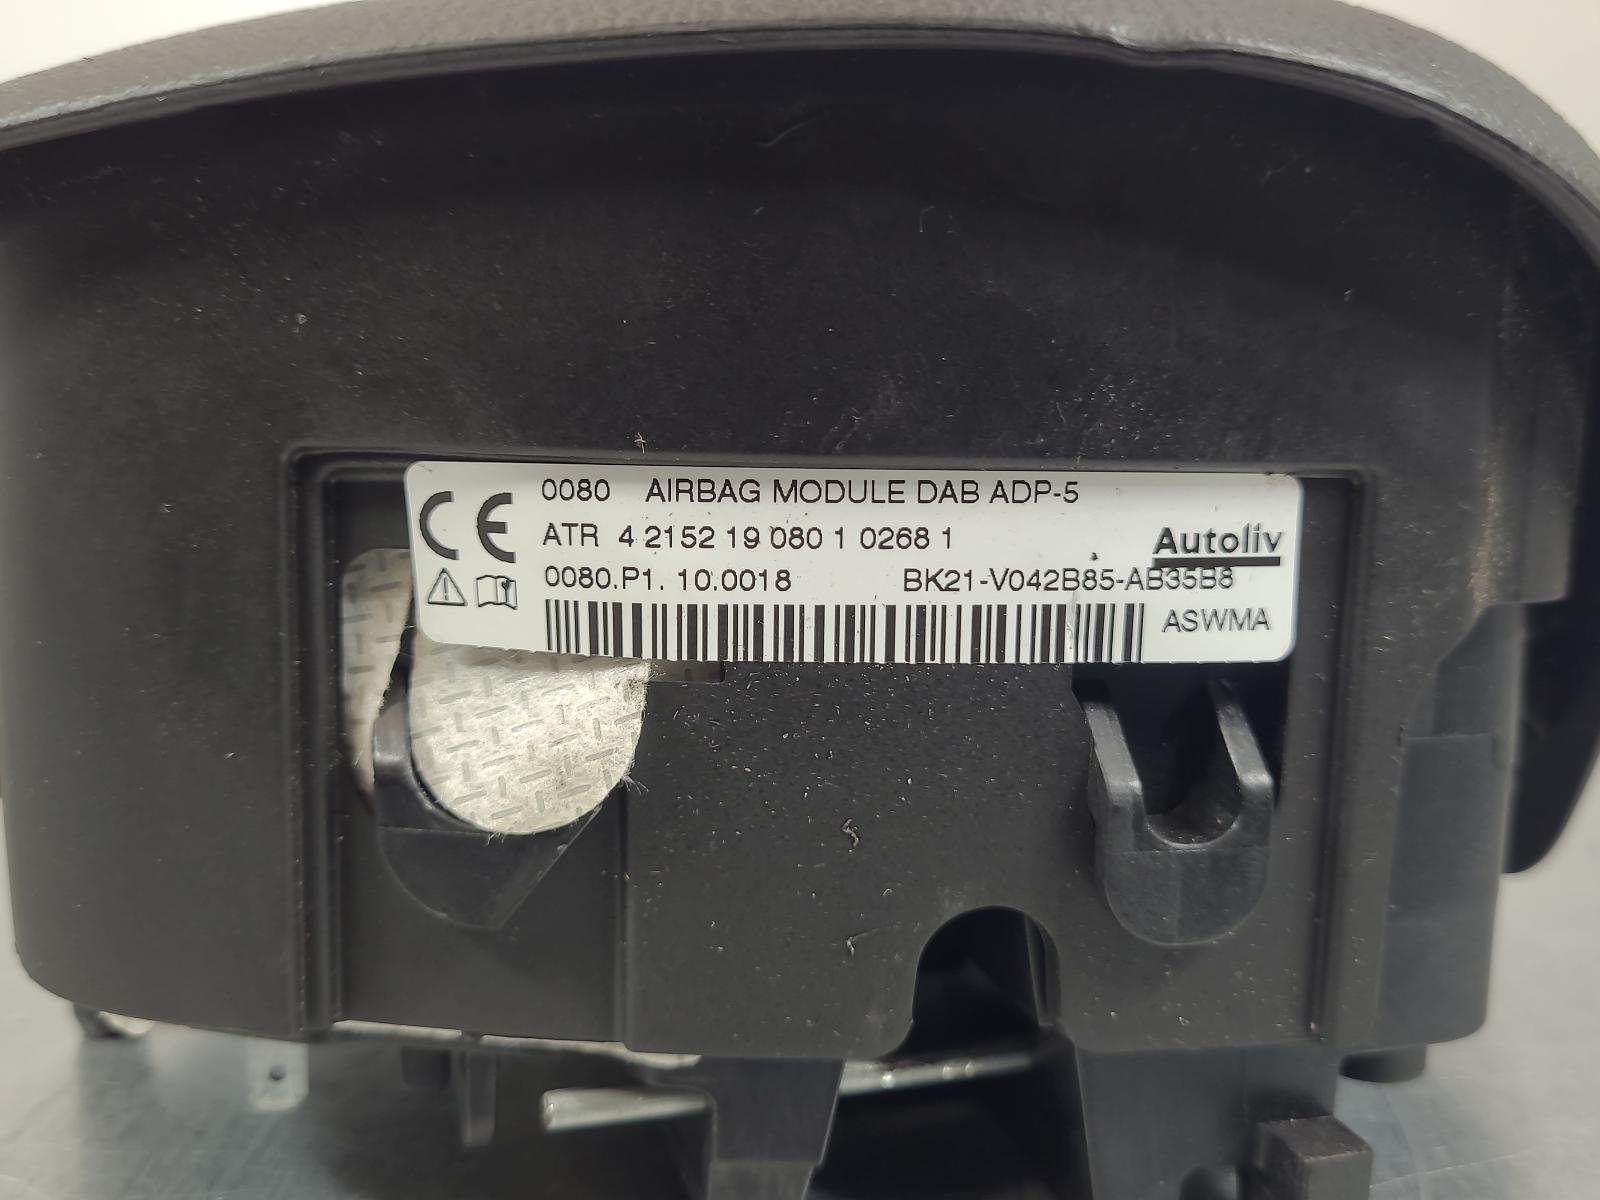 CE 0080 AIRBAG MODULE DAB ADP-5
ATR 4 2152 19 080 1 0268 1
Autoliv
0080.P1. 10.0018 BK21-V042B85-AB35B8
ASWMA